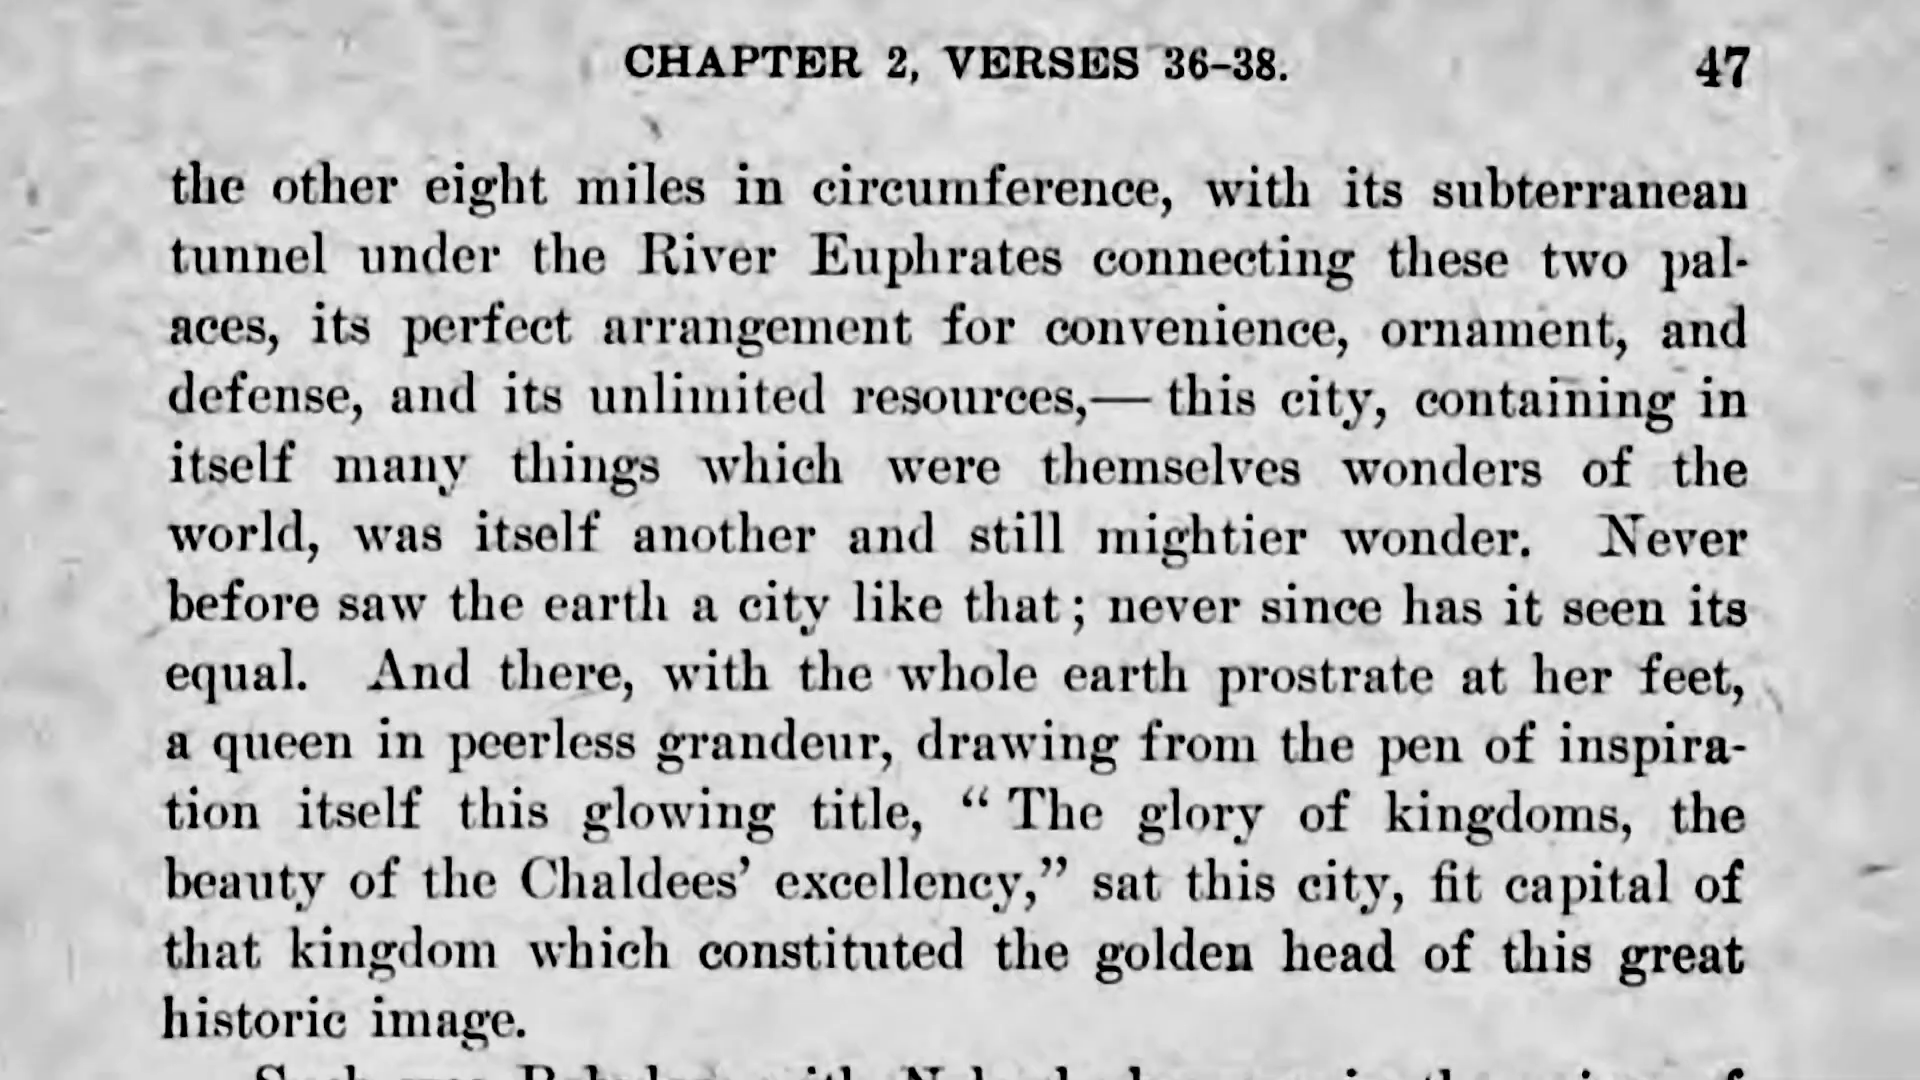 CHAPTER 2, VERSES 36-38. 47
the other eight miles in circumference, with its subterranean
tunnel under the River Euphrates connecting these two pal-
aces, its perfect arrangement for convenience, ornament, and
defense, and its unlimited resources,— this city, containing in
itself many things which were themselves wonders of the
world, was itself another and still mightier wonder. Never
before saw the earth a city like that; never since has it seen its
equal. And there, with the whole earth prostrate at her feet,
a queen in peerless grandeur, drawing from the pen of inspira-
tion itself this glowing title, “ The glory of kingdoms, the
beauty of the Chaldees’ excellency,” sat this city, fit capital of
that kingdom which constituted the golden head of this great
historic image.